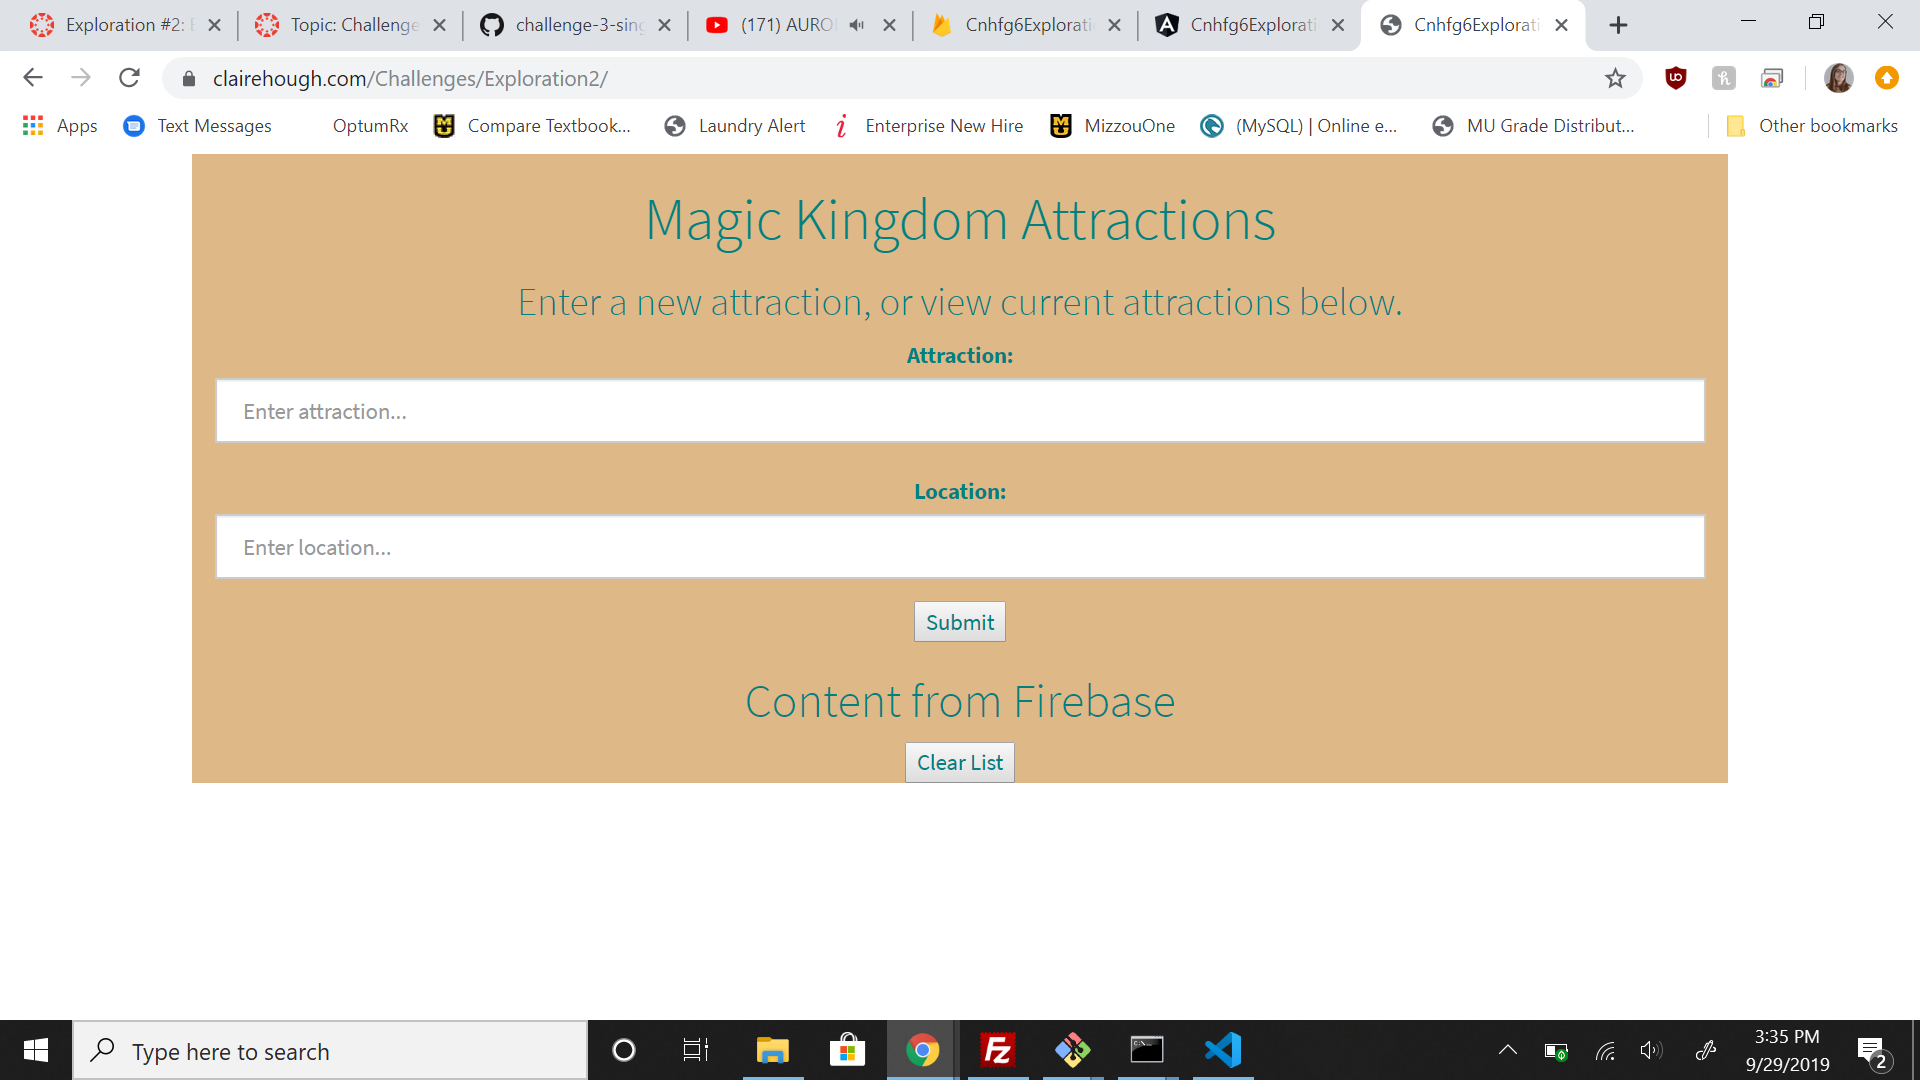 Exploration #2: E
Topic: Challenge
challenge-3-sing
(171) AUROR
Cnhfg6Explorati
Cnhfg6Explorati
Cnhfg6Explorati
clairehough.com/Challenges/Exploration2/
Apps
Text Messages
OptumRx
Compare Textbook...
Laundry Alert
Enterprise New Hire
MizzouOne
(MySQL) | Online e...
MU Grade Distribut...
Other bookmarks
Magic Kingdom Attractions
Enter a new attraction, or view current attractions below.
Attraction:
Enter attraction...
Location:
Enter location...
Submit
Content from Firebase
Clear List
Type here to search
3:35 PM
9/29/2019
2